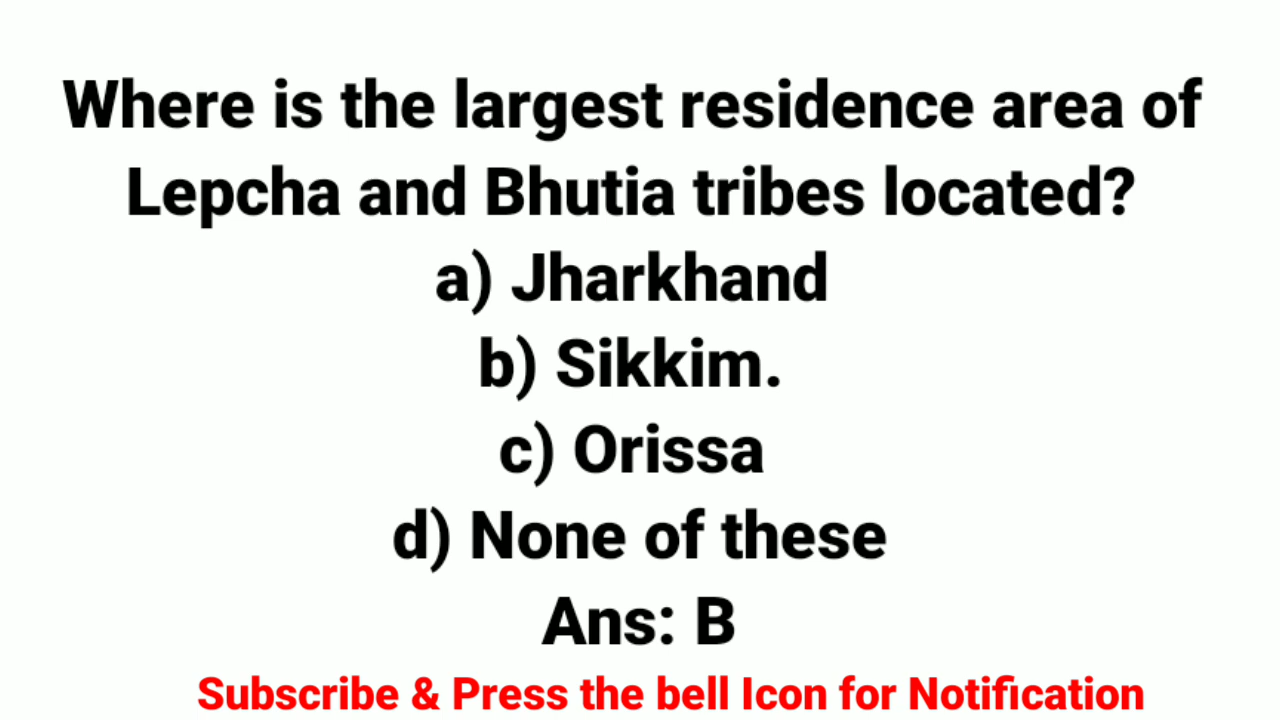 Where is the largest residence area of
Lepcha and Bhutia tribes located?
a) Jharkhand
b) Sikkim.
c) Orissa
d) None of these
Ans: B
Subscribe & Press the bell Icon for Notification